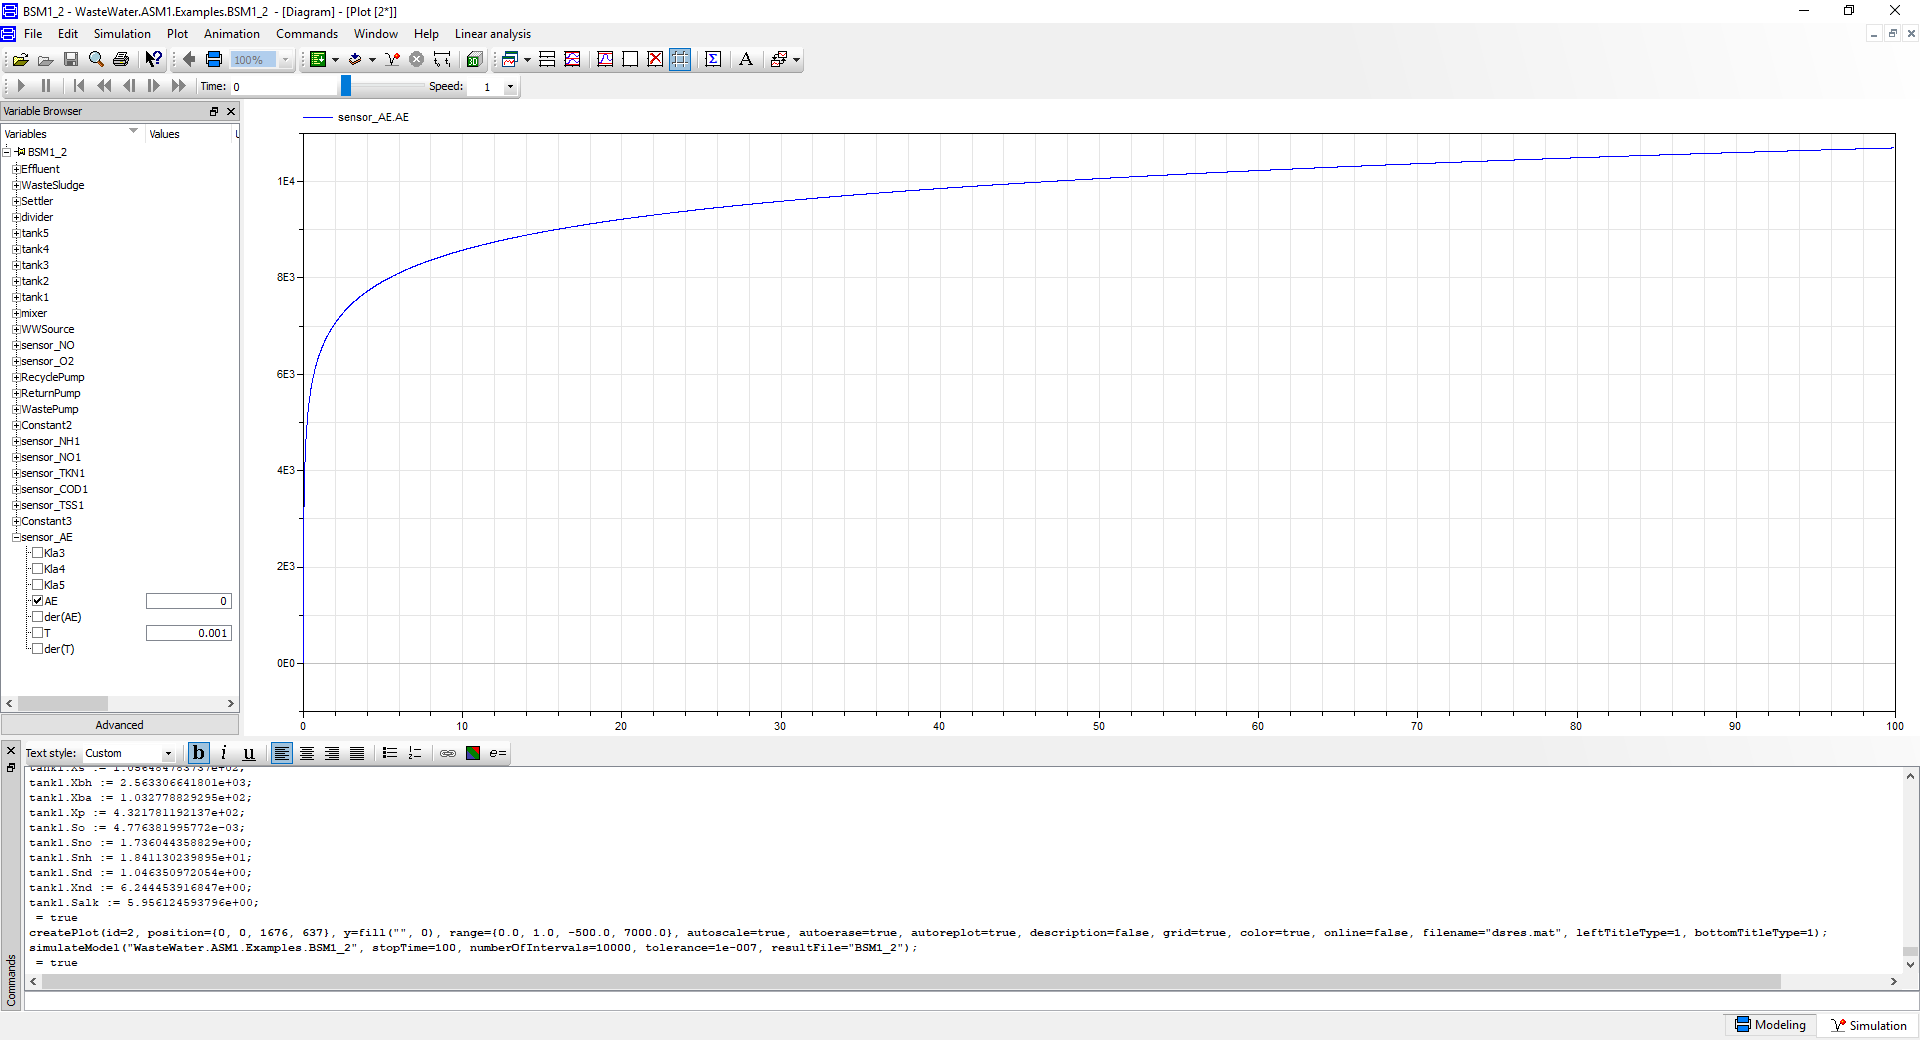 BSM1_2 - WasteWater.ASM1.Examples.BSM1_2 - [Diagram] - [Plot [2*]]
File Edit Simulation Plot Animation Commands Window Help Linear analysis
100%
3D
Σ A
Time: 0 Speed: 1
Variable Browser
Variables Values
BSM1_2
Effluent
WasteSludge
Settler
divider
tank5
tank4
tank3
tank2
tank1
mixer
WWSource
sensor_NO
sensor_O2
RecyclePump
ReturnPump
WastePump
Constant2
sensor_NH1
sensor_NO1
sensor_TKN1
sensor_COD1
sensor_TSS1
Constant3
sensor_AE
Kla3
Kla4
Kla5
AE 0
der(AE)
T 0.001
der(T)
Advanced
sensor_AE.AE
1E4
8E3
6E3
4E3
2E3
0E0
0 10 20 30 40 50 60 70 80 90 100
Text style: Custom b i u e=
tank1.Xs := 1.056484783737e+02;
tank1.Xbh := 2.563306641801e+03;
tank1.Xba := 1.032778829295e+02;
tank1.Xp := 4.321781192137e+02;
tank1.So := 4.776381995772e-03;
tank1.Sno := 1.736044358829e+00;
tank1.Snh := 1.841130239895e+01;
tank1.Snd := 1.046350972054e+00;
tank1.Xnd := 6.244453916847e+00;
tank1.Salk := 5.956124593796e+00;
= true
createPlot(id=2, position={0, 0, 1676, 637}, y=fill("", 0), range={0.0, 1.0, -500.0, 7000.0}, autoscale=true, autoerase=true, autoreplot=true, description=false, grid=true, color=true, online=false, filename="dsres.mat", leftTitleType=1, bottomTitleType=1);
simulateModel("WasteWater.ASM1.Examples.BSM1_2", stopTime=100, numberOfIntervals=10000, tolerance=1e-007, resultFile="BSM1_2");
= true
Commands
Modeling Simulation